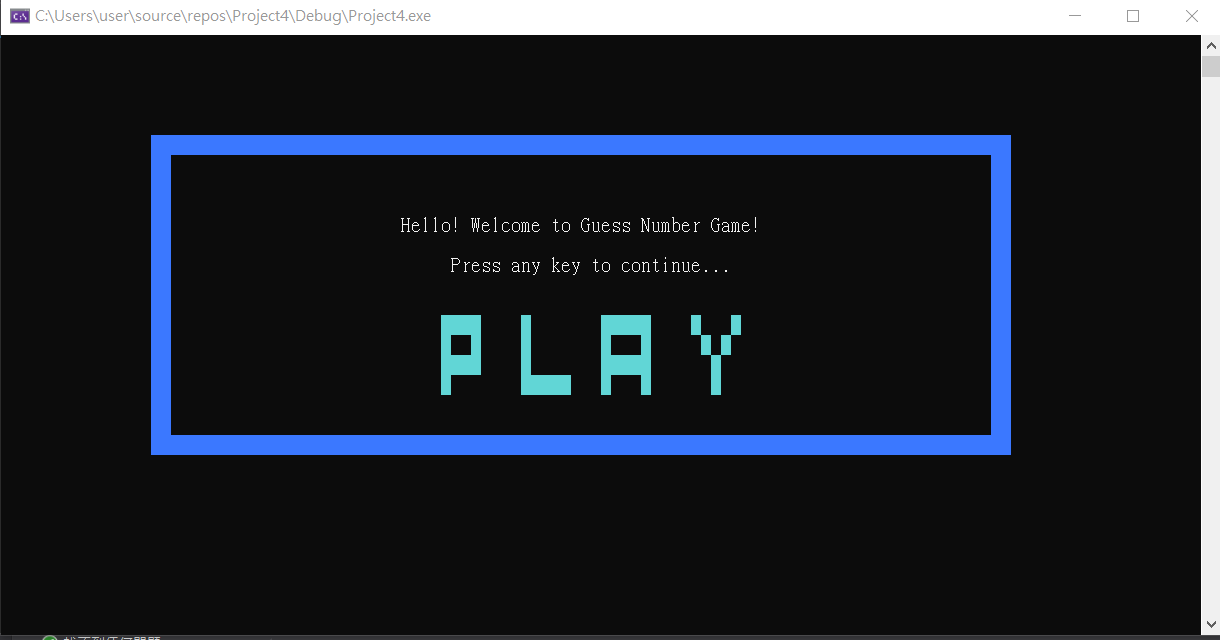 C:\Users\user\source\repos\Project4\Debug\Project4.exe
Hello! Welcome to Guess Number Game!
Press any key to continue...
PLAY